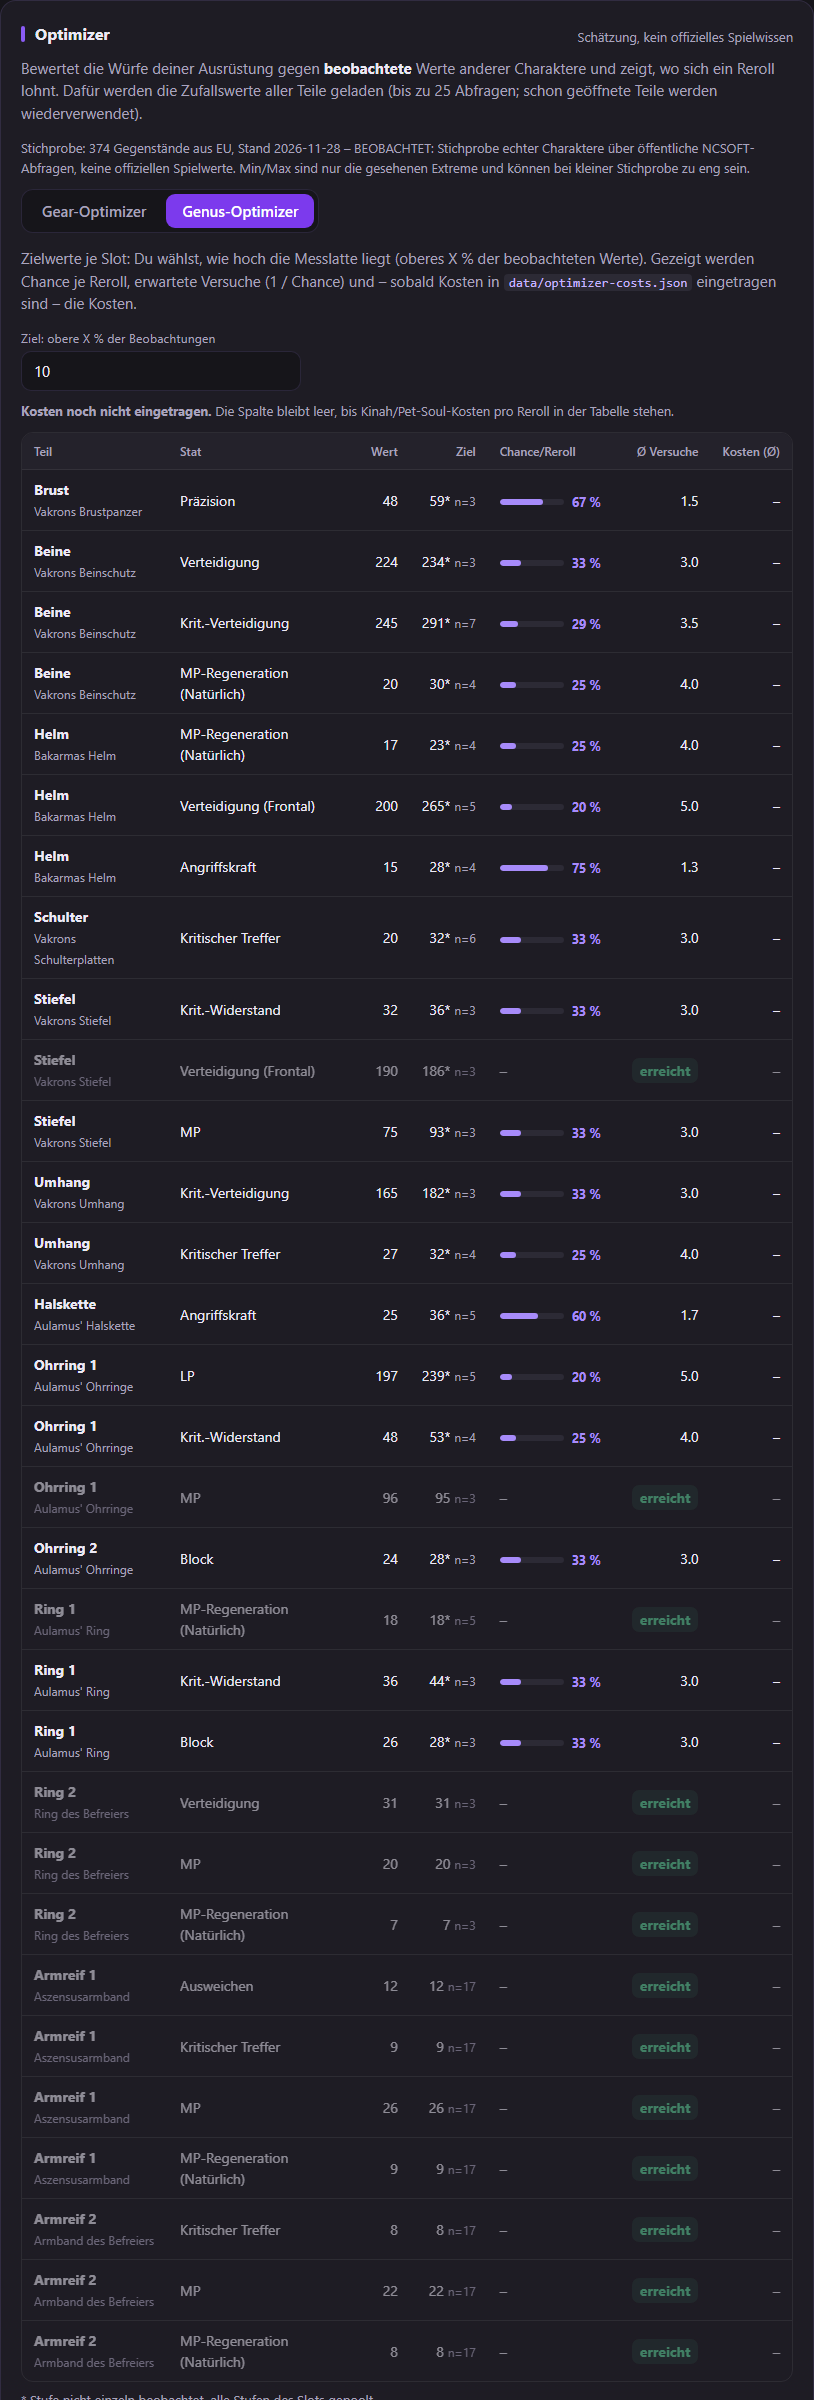 Optimizer
Schätzung, kein offizielles Spielwissen
Bewertet die Würfe deiner Ausrüstung gegen beobachtete Werte anderer Charaktere und zeigt, wo sich ein Reroll
lohnt. Dafür werden die Zufallswerte aller Teile geladen (bis zu 25 Abfragen; schon geöffnete Teile werden
wiederverwendet).
Stichprobe: 374 Gegenstände aus EU, Stand 2026-11-28 – BEOBACHTET: Stichprobe echter Charaktere über öffentliche NCSOFT-
Abfragen, keine offiziellen Spielwerte. Min/Max sind nur die gesehenen Extreme und können bei kleiner Stichprobe zu eng sein.
Gear-Optimizer Genus-Optimizer
Zielwerte je Slot: Du wählst, wie hoch die Messlatte liegt (oberes X % der beobachteten Werte). Gezeigt werden
Chance je Reroll, erwartete Versuche (1 / Chance) und – sobald Kosten in data/optimizer-costs.json eingetragen
sind – die Kosten.
Ziel: obere X % der Beobachtungen
10
Kosten noch nicht eingetragen. Die Spalte bleibt leer, bis Kinah/Pet-Soul-Kosten pro Reroll in der Tabelle stehen.
Teil Stat Wert Ziel Chance/Reroll Ø Versuche Kosten (Ø)
Brust
Vakrons Brustpanzer
Präzision 48 59* n=3 67 % 1.5 –
Beine
Vakrons Beinschutz
Verteidigung 224 234* n=3 33 % 3.0 –
Beine
Vakrons Beinschutz
Krit.-Verteidigung 245 291* n=7 29 % 3.5 –
Beine
Vakrons Beinschutz
MP-Regeneration
(Natürlich)
20 30* n=4 25 % 4.0 –
Helm
Bakarmas Helm
MP-Regeneration
(Natürlich)
17 23* n=4 25 % 4.0 –
Helm
Bakarmas Helm
Verteidigung (Frontal) 200 265* n=5 20 % 5.0 –
Helm
Bakarmas Helm
Angriffskraft 15 28* n=4 75 % 1.3 –
Schulter
Vakrons
Schulterplatten
Kritischer Treffer 20 32* n=6 33 % 3.0 –
Stiefel
Vakrons Stiefel
Krit.-Widerstand 32 36* n=3 33 % 3.0 –
Stiefel
Vakrons Stiefel
Verteidigung (Frontal) 190 186* n=3 – erreicht –
Stiefel
Vakrons Stiefel
MP 75 93* n=3 33 % 3.0 –
Umhang
Vakrons Umhang
Krit.-Verteidigung 165 182* n=3 33 % 3.0 –
Umhang
Vakrons Umhang
Kritischer Treffer 27 32* n=4 25 % 4.0 –
Halskette
Aulamus' Halskette
Angriffskraft 25 36* n=5 60 % 1.7 –
Ohrring 1
Aulamus' Ohrringe
LP 197 239* n=5 20 % 5.0 –
Ohrring 1
Aulamus' Ohrringe
Krit.-Widerstand 48 53* n=4 25 % 4.0 –
Ohrring 1
Aulamus' Ohrringe
MP 96 95 n=3 – erreicht –
Ohrring 2
Aulamus' Ohrringe
Block 24 28* n=3 33 % 3.0 –
Ring 1
Aulamus' Ring
MP-Regeneration
(Natürlich)
18 18* n=5 – erreicht –
Ring 1
Aulamus' Ring
Krit.-Widerstand 36 44* n=3 33 % 3.0 –
Ring 1
Aulamus' Ring
Block 26 28* n=3 33 % 3.0 –
Ring 2
Ring des Befreiers
Verteidigung 31 31 n=3 – erreicht –
Ring 2
Ring des Befreiers
MP 20 20 n=3 – erreicht –
Ring 2
Ring des Befreiers
MP-Regeneration
(Natürlich)
7 7 n=3 – erreicht –
Armreif 1
Aszensusarmband
Ausweichen 12 12 n=17 – erreicht –
Armreif 1
Aszensusarmband
Kritischer Treffer 9 9 n=17 – erreicht –
Armreif 1
Aszensusarmband
MP 26 26 n=17 – erreicht –
Armreif 1
Aszensusarmband
MP-Regeneration
(Natürlich)
9 9 n=17 – erreicht –
Armreif 2
Armband des Befreiers
Kritischer Treffer 8 8 n=17 – erreicht –
Armreif 2
Armband des Befreiers
MP 22 22 n=17 – erreicht –
Armreif 2
Armband des Befreiers
MP-Regeneration
(Natürlich)
8 8 n=17 – erreicht –
* Stufe nicht einzeln beobachtet, alle Stufen des Slots gepoolt